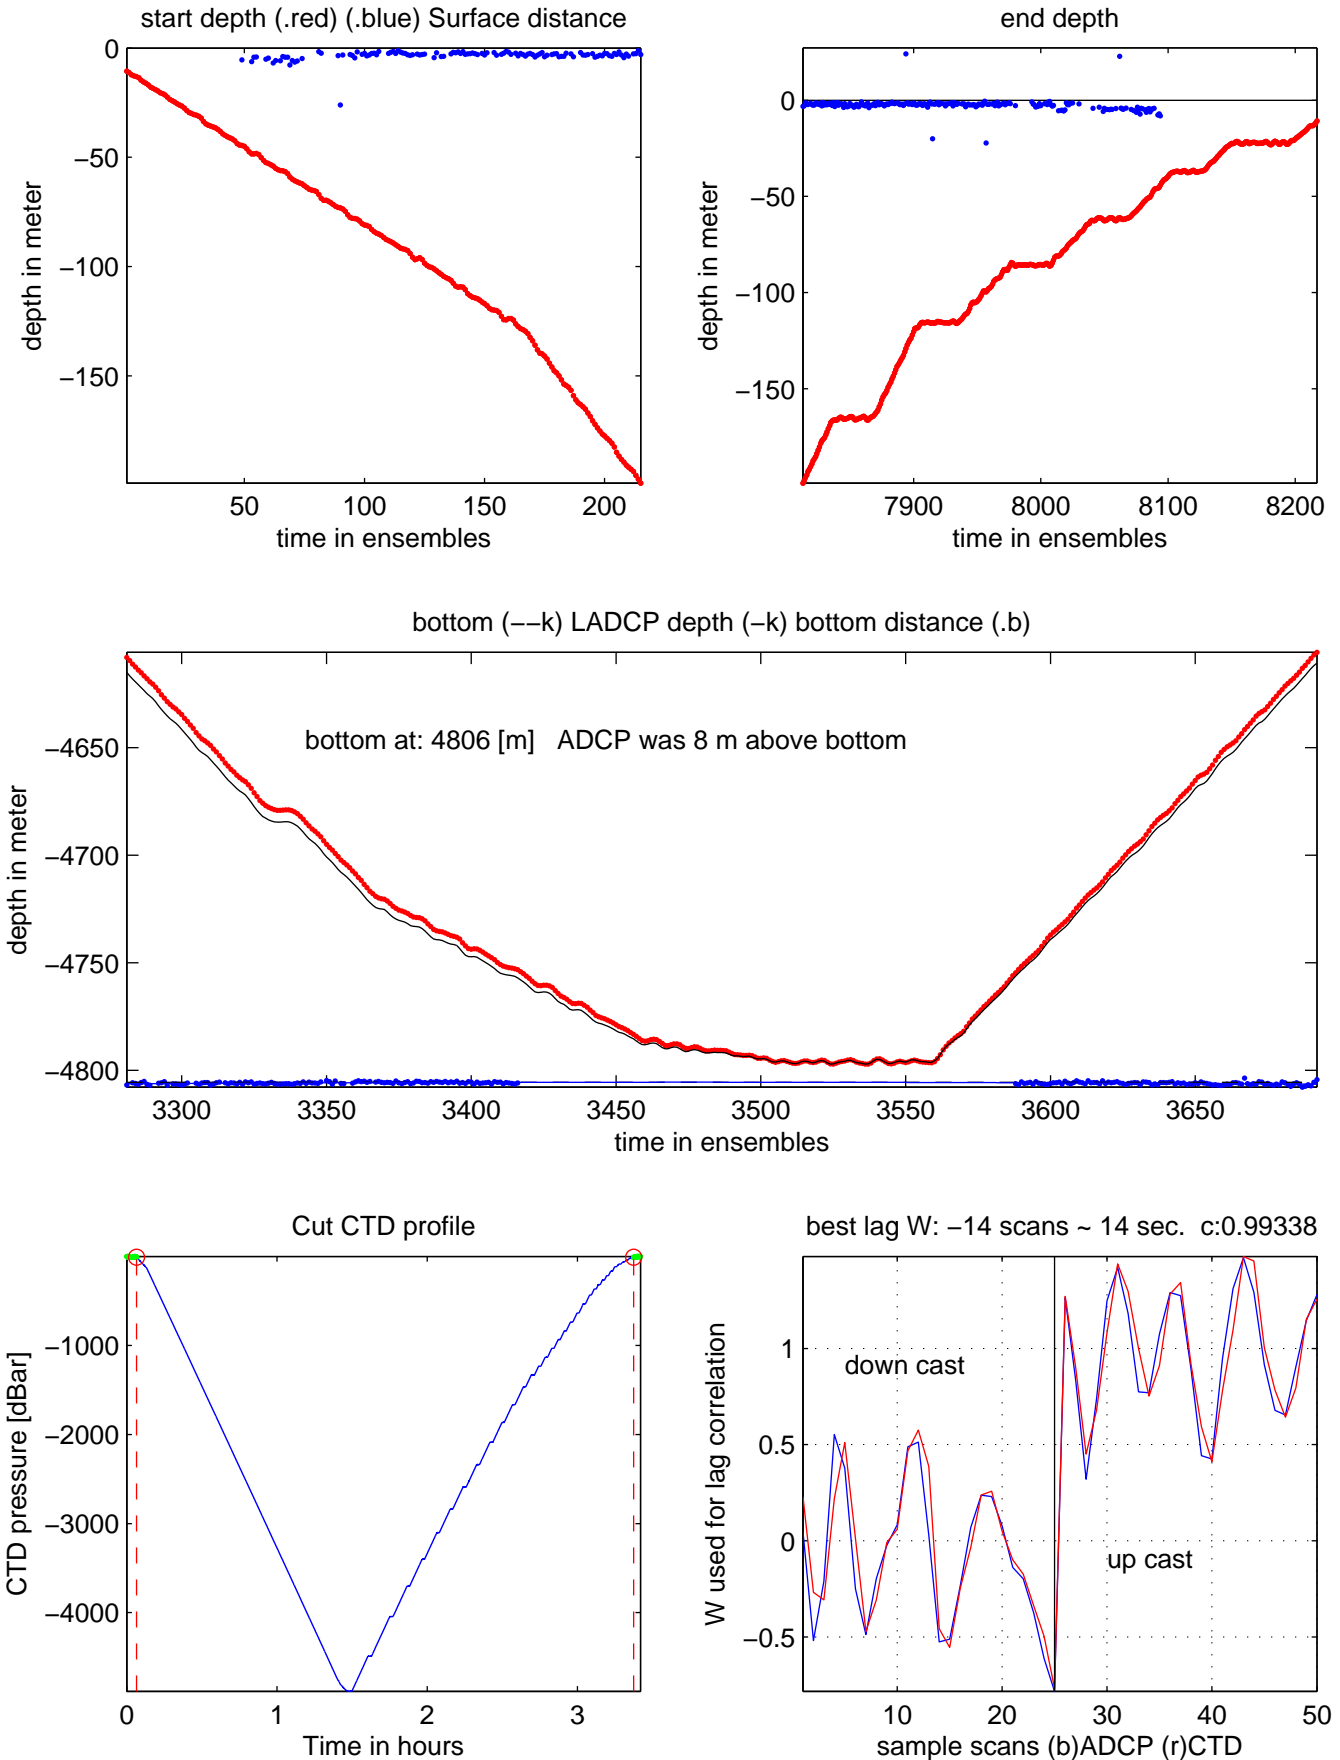 start depth (.red) (.blue) Surface distance
0
−50
−100
−150
depth in meter
50 100 150 200
time in ensembles
end depth
0
−50
−100
−150
depth in meter
7900 8000 8100 8200
time in ensembles
bottom (−−k) LADCP depth (−k) bottom distance (.b)
bottom at: 4806 [m] ADCP was 8 m above bottom
−4650
−4700
−4750
−4800
depth in meter
3300 3350 3400 3450 3500 3550 3600 3650
time in ensembles
Cut CTD profile
−1000
−2000
−3000
−4000
CTD pressure [dBar]
0 1 2 3
Time in hours
best lag W: −14 scans ~ 14 sec. c:0.99338
1
0.5
0
−0.5
W used for lag correlation
down cast
up cast
10 20 30 40 50
sample scans (b)ADCP (r)CTD